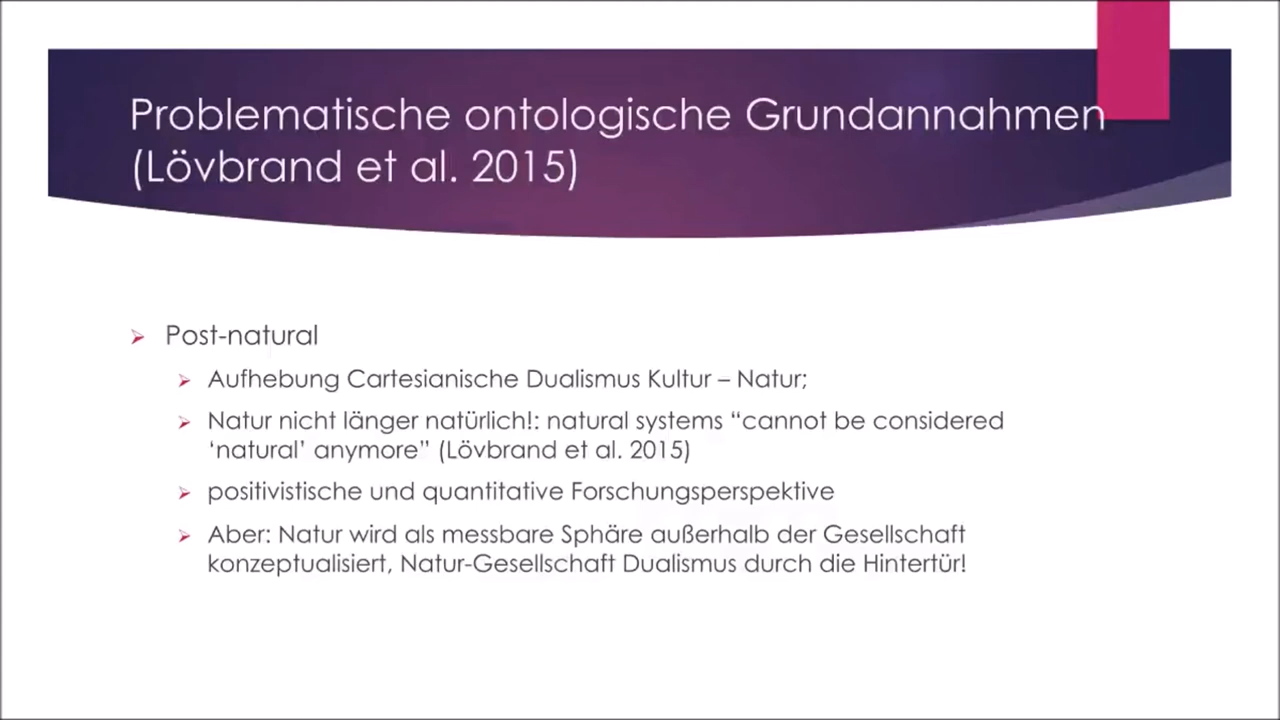 Problematische ontologische Grundannahmen
(Lövbrand et al. 2015)
Post-natural
Aufhebung Cartesianische Dualismus Kultur – Natur;
Natur nicht länger natürlich!: natural systems “cannot be considered
‘natural’ anymore” (Lövbrand et al. 2015)
positivistische und quantitative Forschungsperspektive
Aber: Natur wird als messbare Sphäre außerhalb der Gesellschaft
konzeptualisiert, Natur-Gesellschaft Dualismus durch die Hintertür!